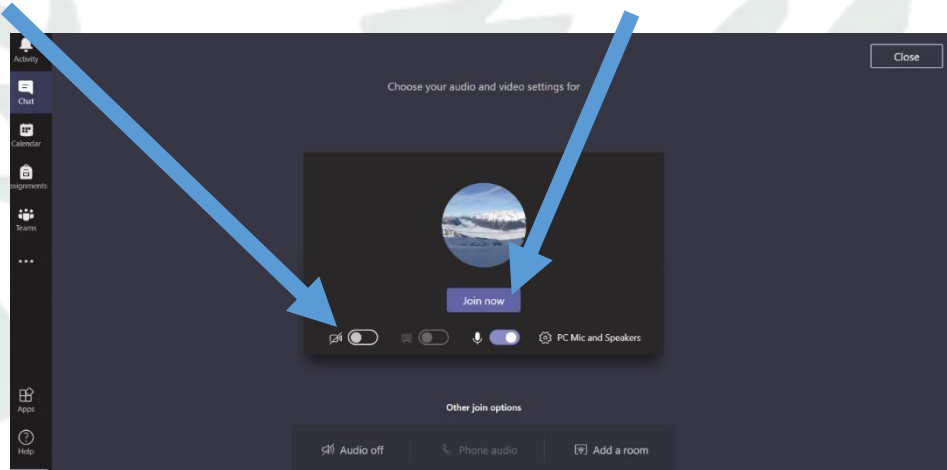 Activity
Close
Choose your audio and video settings for
Chat
Calendar
ssignments
Teams
Join now
PC Mic and Speakers
Other join options
Apps
Audio off
Phone audio
Add a room
Help